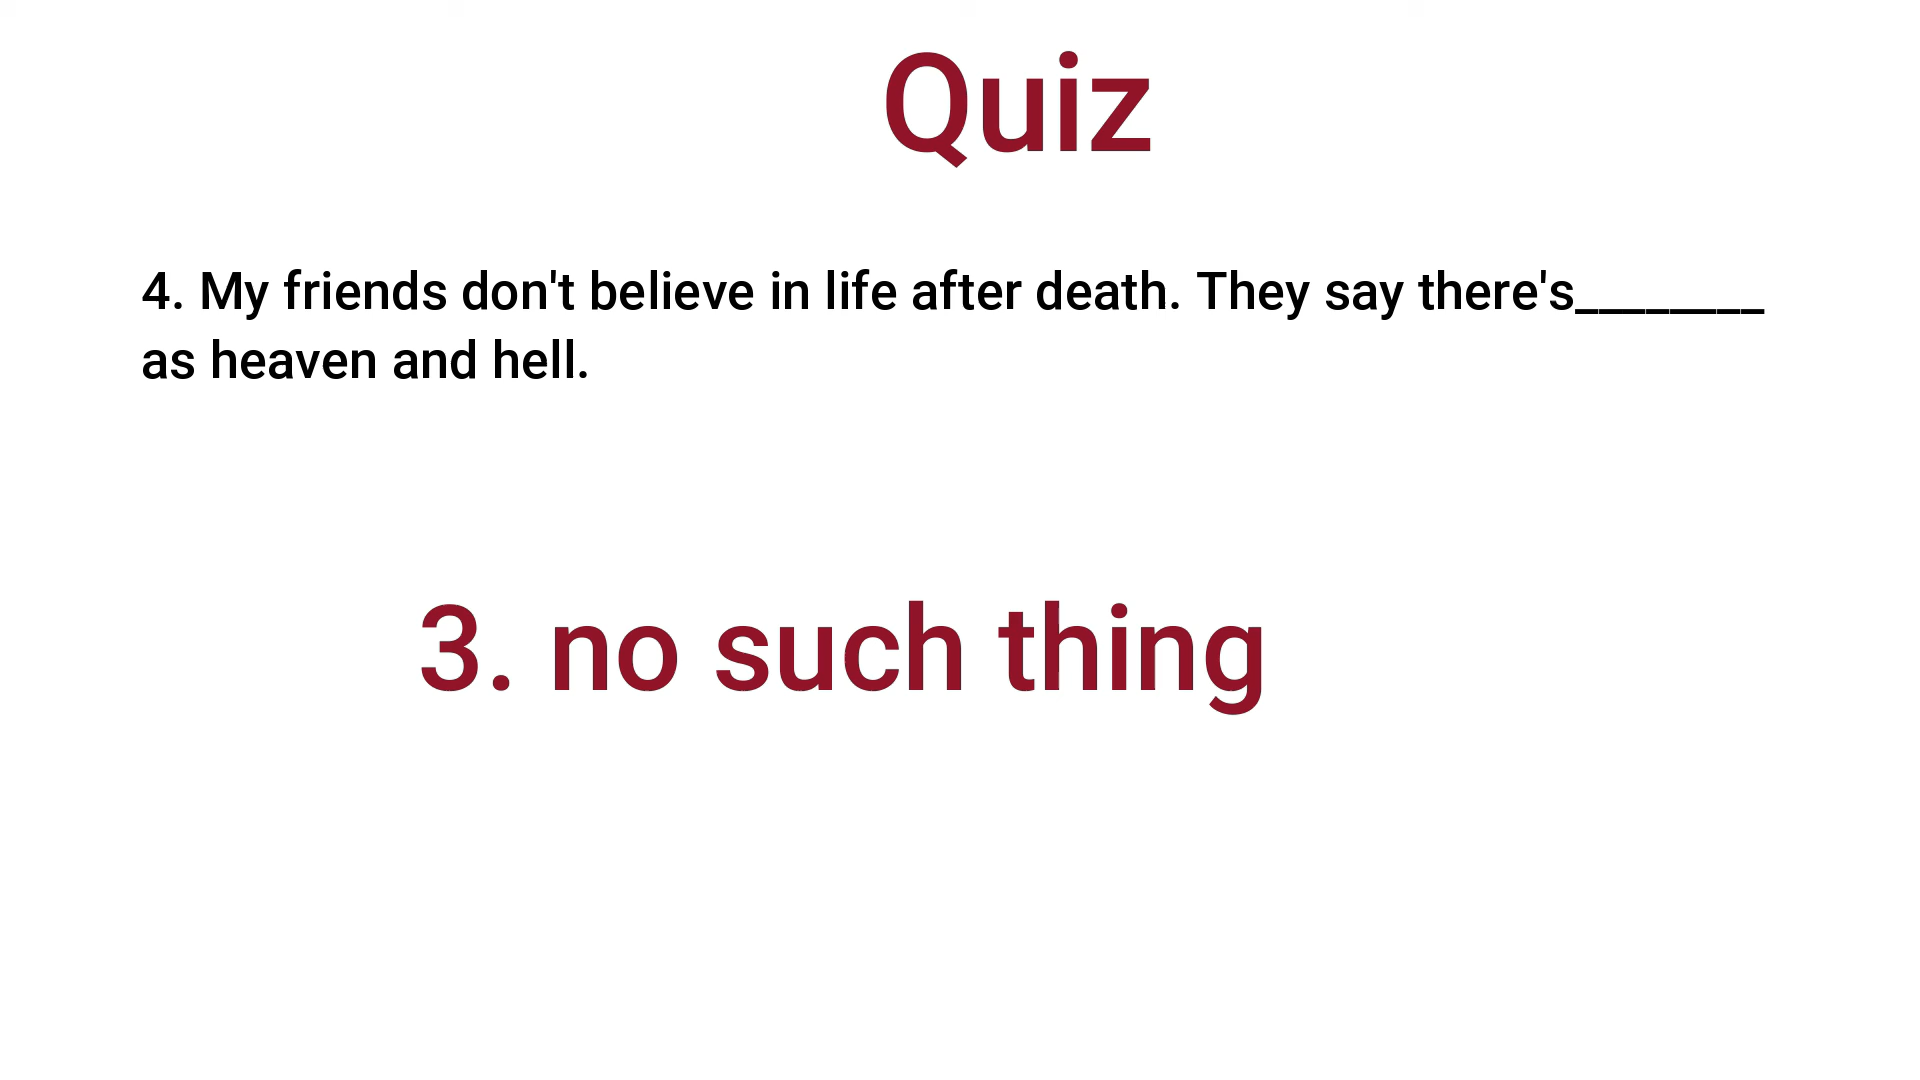 Quiz
4. My friends don't believe in life after death. They say there's________
as heaven and hell.
3. no such thing